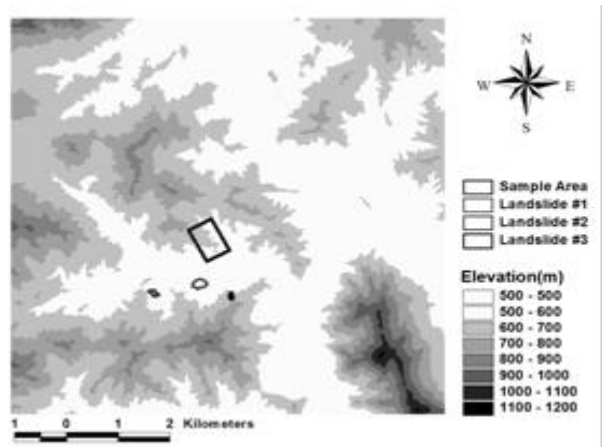 N
W E
S
Sample Area
Landslide #1
Landslide #2
Landslide #3
Elevation(m)
500 - 500
500 - 600
600 - 700
700 - 800
800 - 900
900 - 1000
1000 - 1100
1100 - 1200
1 0 1 2 Kilometers